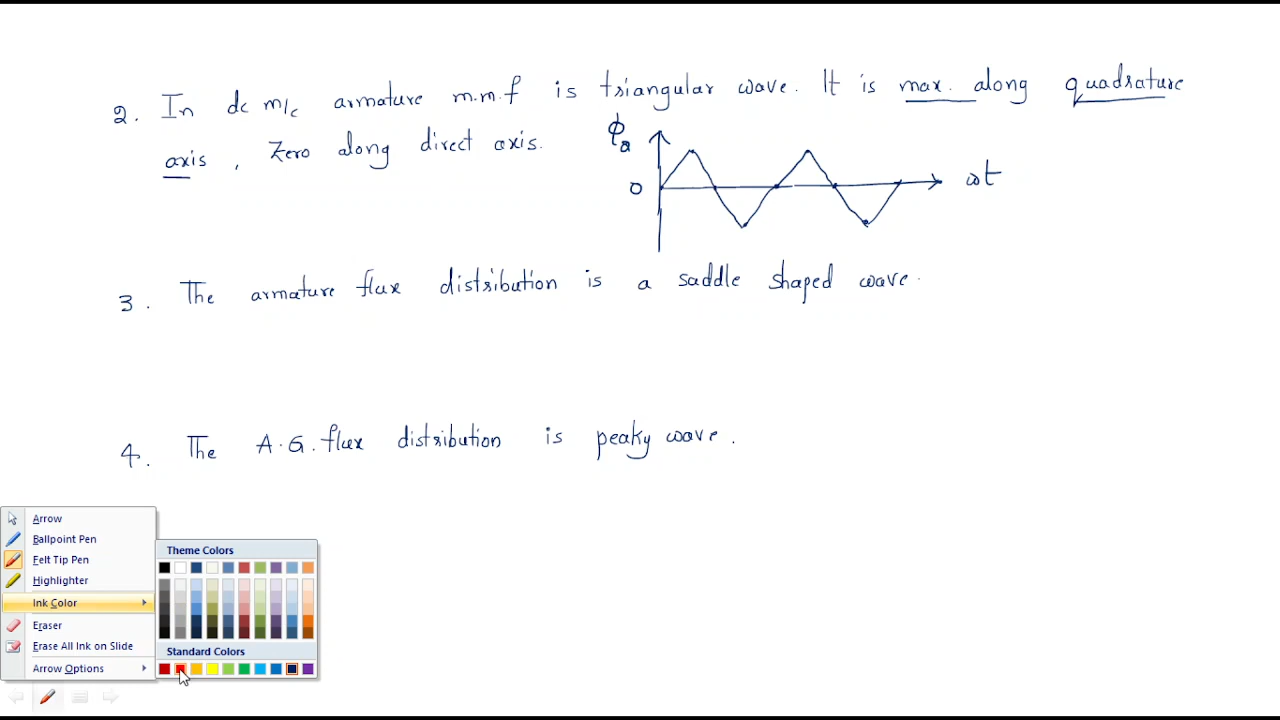 2. In dc m/c armature m.m.f is triangular wave. It is max. along quadrature
axis, Zero along direct axis.
ϕa
0
ωt
3. The armature flux distribution is a saddle shaped wave.
4. The A.G. flux distribution is peaky wave.
Arrow
Ballpoint Pen
Felt Tip Pen
Highlighter
Ink Color
Eraser
Erase All Ink on Slide
Arrow Options
Theme Colors
Standard Colors